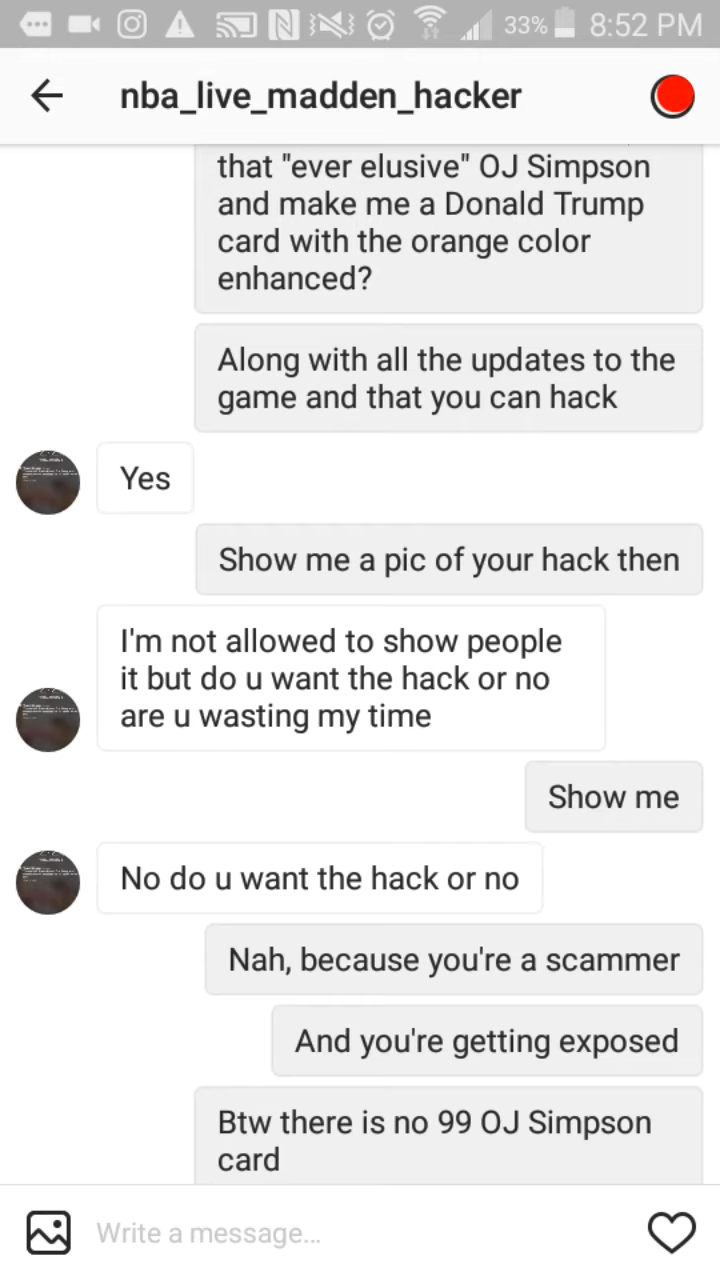 33% 8:52 PM
nba_live_madden_hacker
that "ever elusive" OJ Simpson
and make me a Donald Trump
card with the orange color
enhanced?
Along with all the updates to the
game and that you can hack
Yes
Show me a pic of your hack then
I'm not allowed to show people
it but do u want the hack or no
are u wasting my time
Show me
No do u want the hack or no
Nah, because you're a scammer
And you're getting exposed
Btw there is no 99 OJ Simpson
card
Write a message...